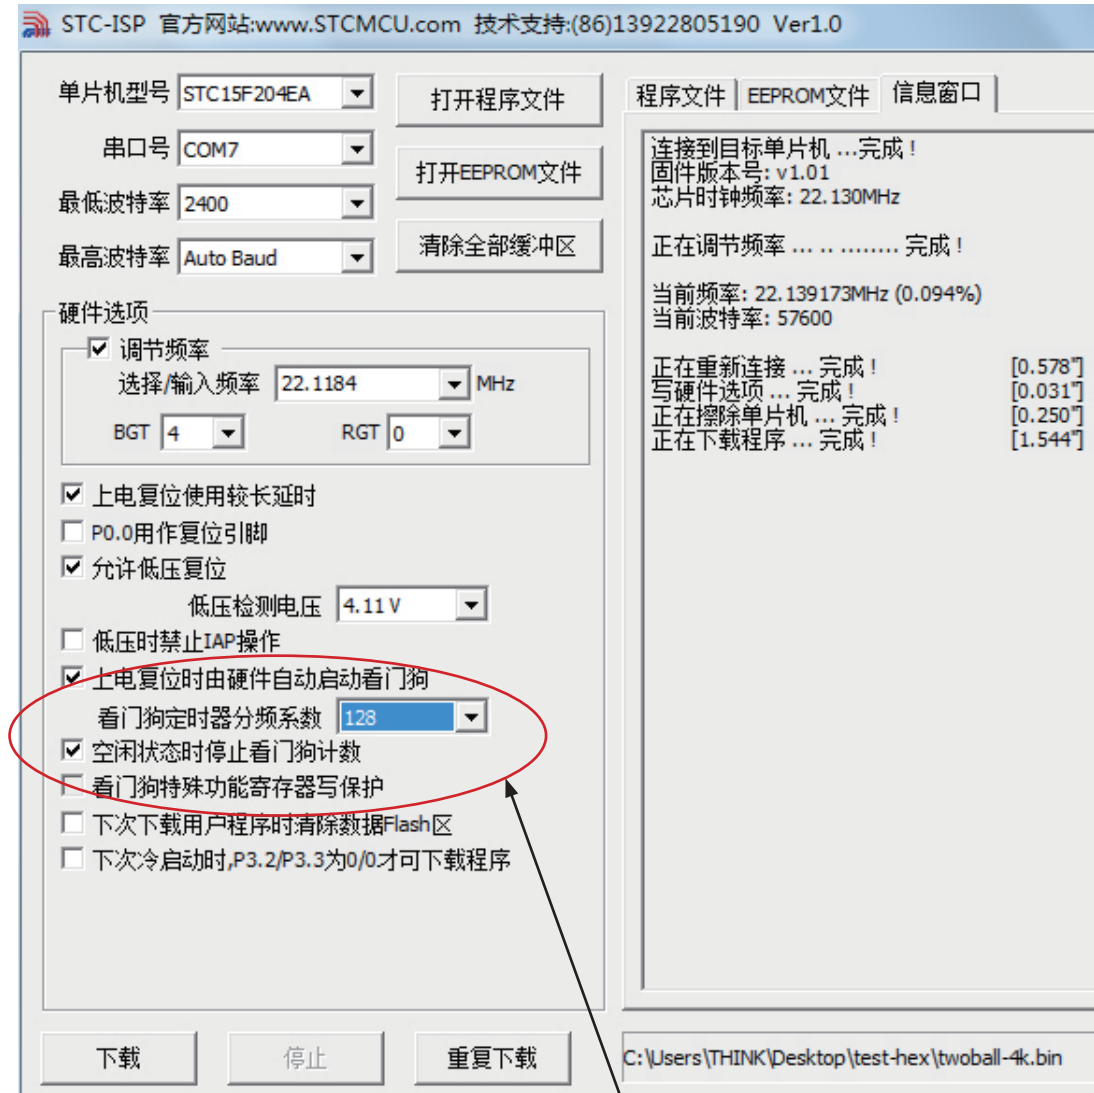 STC-ISP 官方网站:www.STCMCU.com 技术支持:(86)13922805190 Ver1.0
单片机型号 STC15F204EA
串口号 COM7
最低波特率 2400
最高波特率 Auto Baud
打开程序文件
打开EEPROM文件
清除全部缓冲区
硬件选项
调节频率
选择/输入频率 22.1184 MHz
BGT 4 RGT 0
上电复位使用较长延时
P0.0用作复位引脚
允许低压复位
低压检测电压 4.11 V
低压时禁止IAP操作
上电复位时由硬件自动启动看门狗
看门狗定时器分频系数 128
空闲状态时停止看门狗计数
看门狗特殊功能寄存器写保护
下次下载用户程序时清除数据Flash区
下次冷启动时,P3.2/P3.3为0/0才可下载程序
下载 停止 重复下载
程序文件 EEPROM文件 信息窗口
连接到目标单片机 ...完成 !
固件版本号: v1.01
芯片时钟频率: 22.130MHz
正在调节频率 ... .. ........ 完成 !
当前频率: 22.139173MHz (0.094%)
当前波特率: 57600
正在重新连接 ... 完成 ! [0.578"]
写硬件选项 ... 完成 ! [0.031"]
正在擦除单片机 ... 完成 ! [0.250"]
正在下载程序 ... 完成 ! [1.544"]
C:\Users\THINK\Desktop\test-hex\twoball-4k.bin